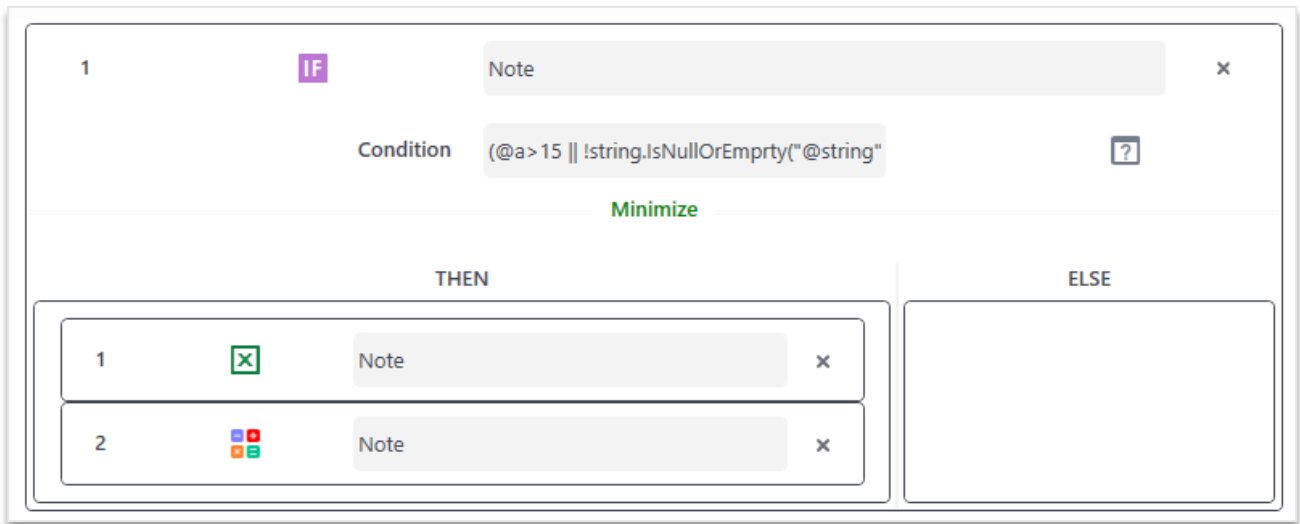 1 IF Note ×
Condition (@a>15 || !string.IsNullOrEmprty("@string" ?
Minimize
THEN ELSE
1 X Note ×
2 Note ×